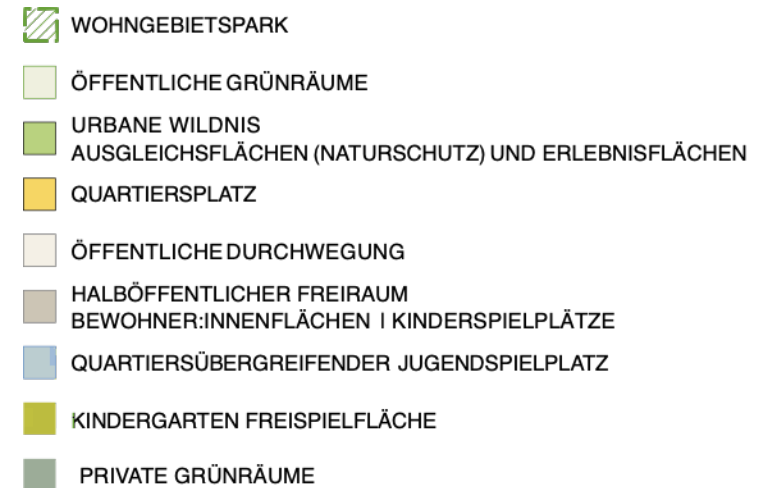 WOHNGEBIETSPARK
ÖFFENTLICHE GRÜNRÄUME
URBANE WILDNIS
AUSGLEICHSFLÄCHEN (NATURSCHUTZ) UND ERLEBNISFLÄCHEN
QUARTIERSPLATZ
ÖFFENTLICHE DURCHWEGUNG
HALBÖFFENTLICHER FREIRAUM
BEWOHNER:INNENFLÄCHEN | KINDERSPIELPLÄTZE
QUARTIERSÜBERGREIFENDER JUGENDSPIELPLATZ
KINDERGARTEN FREISPIELFLÄCHE
PRIVATE GRÜNRÄUME